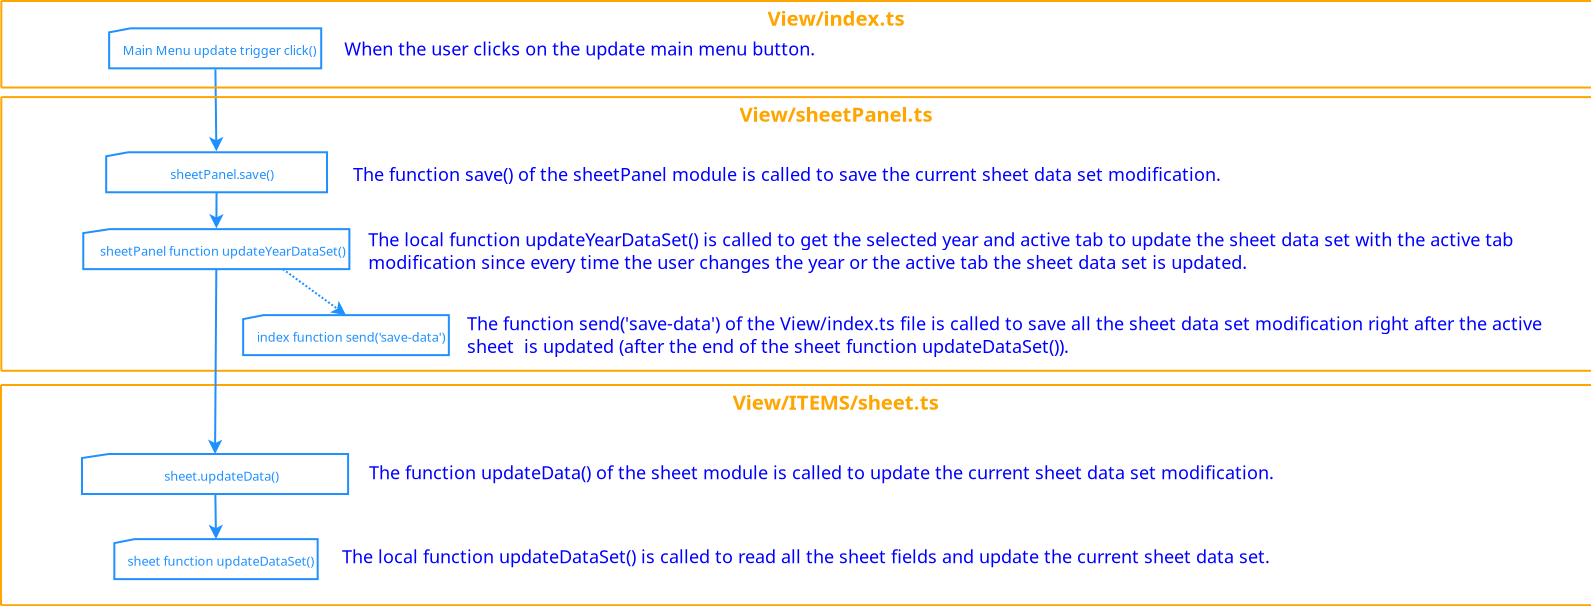 View/index.ts
Main Menu update trigger click()
When the user clicks on the update main menu button.
View/sheetPanel.ts
sheetPanel.save()
The function save() of the sheetPanel module is called to save the current sheet data set modification.
sheetPanel function updateYearDataSet()
The local function updateYearDataSet() is called to get the selected year and active tab to update the sheet data set with the active tab
modification since every time the user changes the year or the active tab the sheet data set is updated.
index function send('save-data')
The function send('save-data') of the View/index.ts file is called to save all the sheet data set modification right after the active
sheet  is updated (after the end of the sheet function updateDataSet()).
View/ITEMS/sheet.ts
sheet.updateData()
The function updateData() of the sheet module is called to update the current sheet data set modification.
sheet function updateDataSet()
The local function updateDataSet() is called to read all the sheet fields and update the current sheet data set.